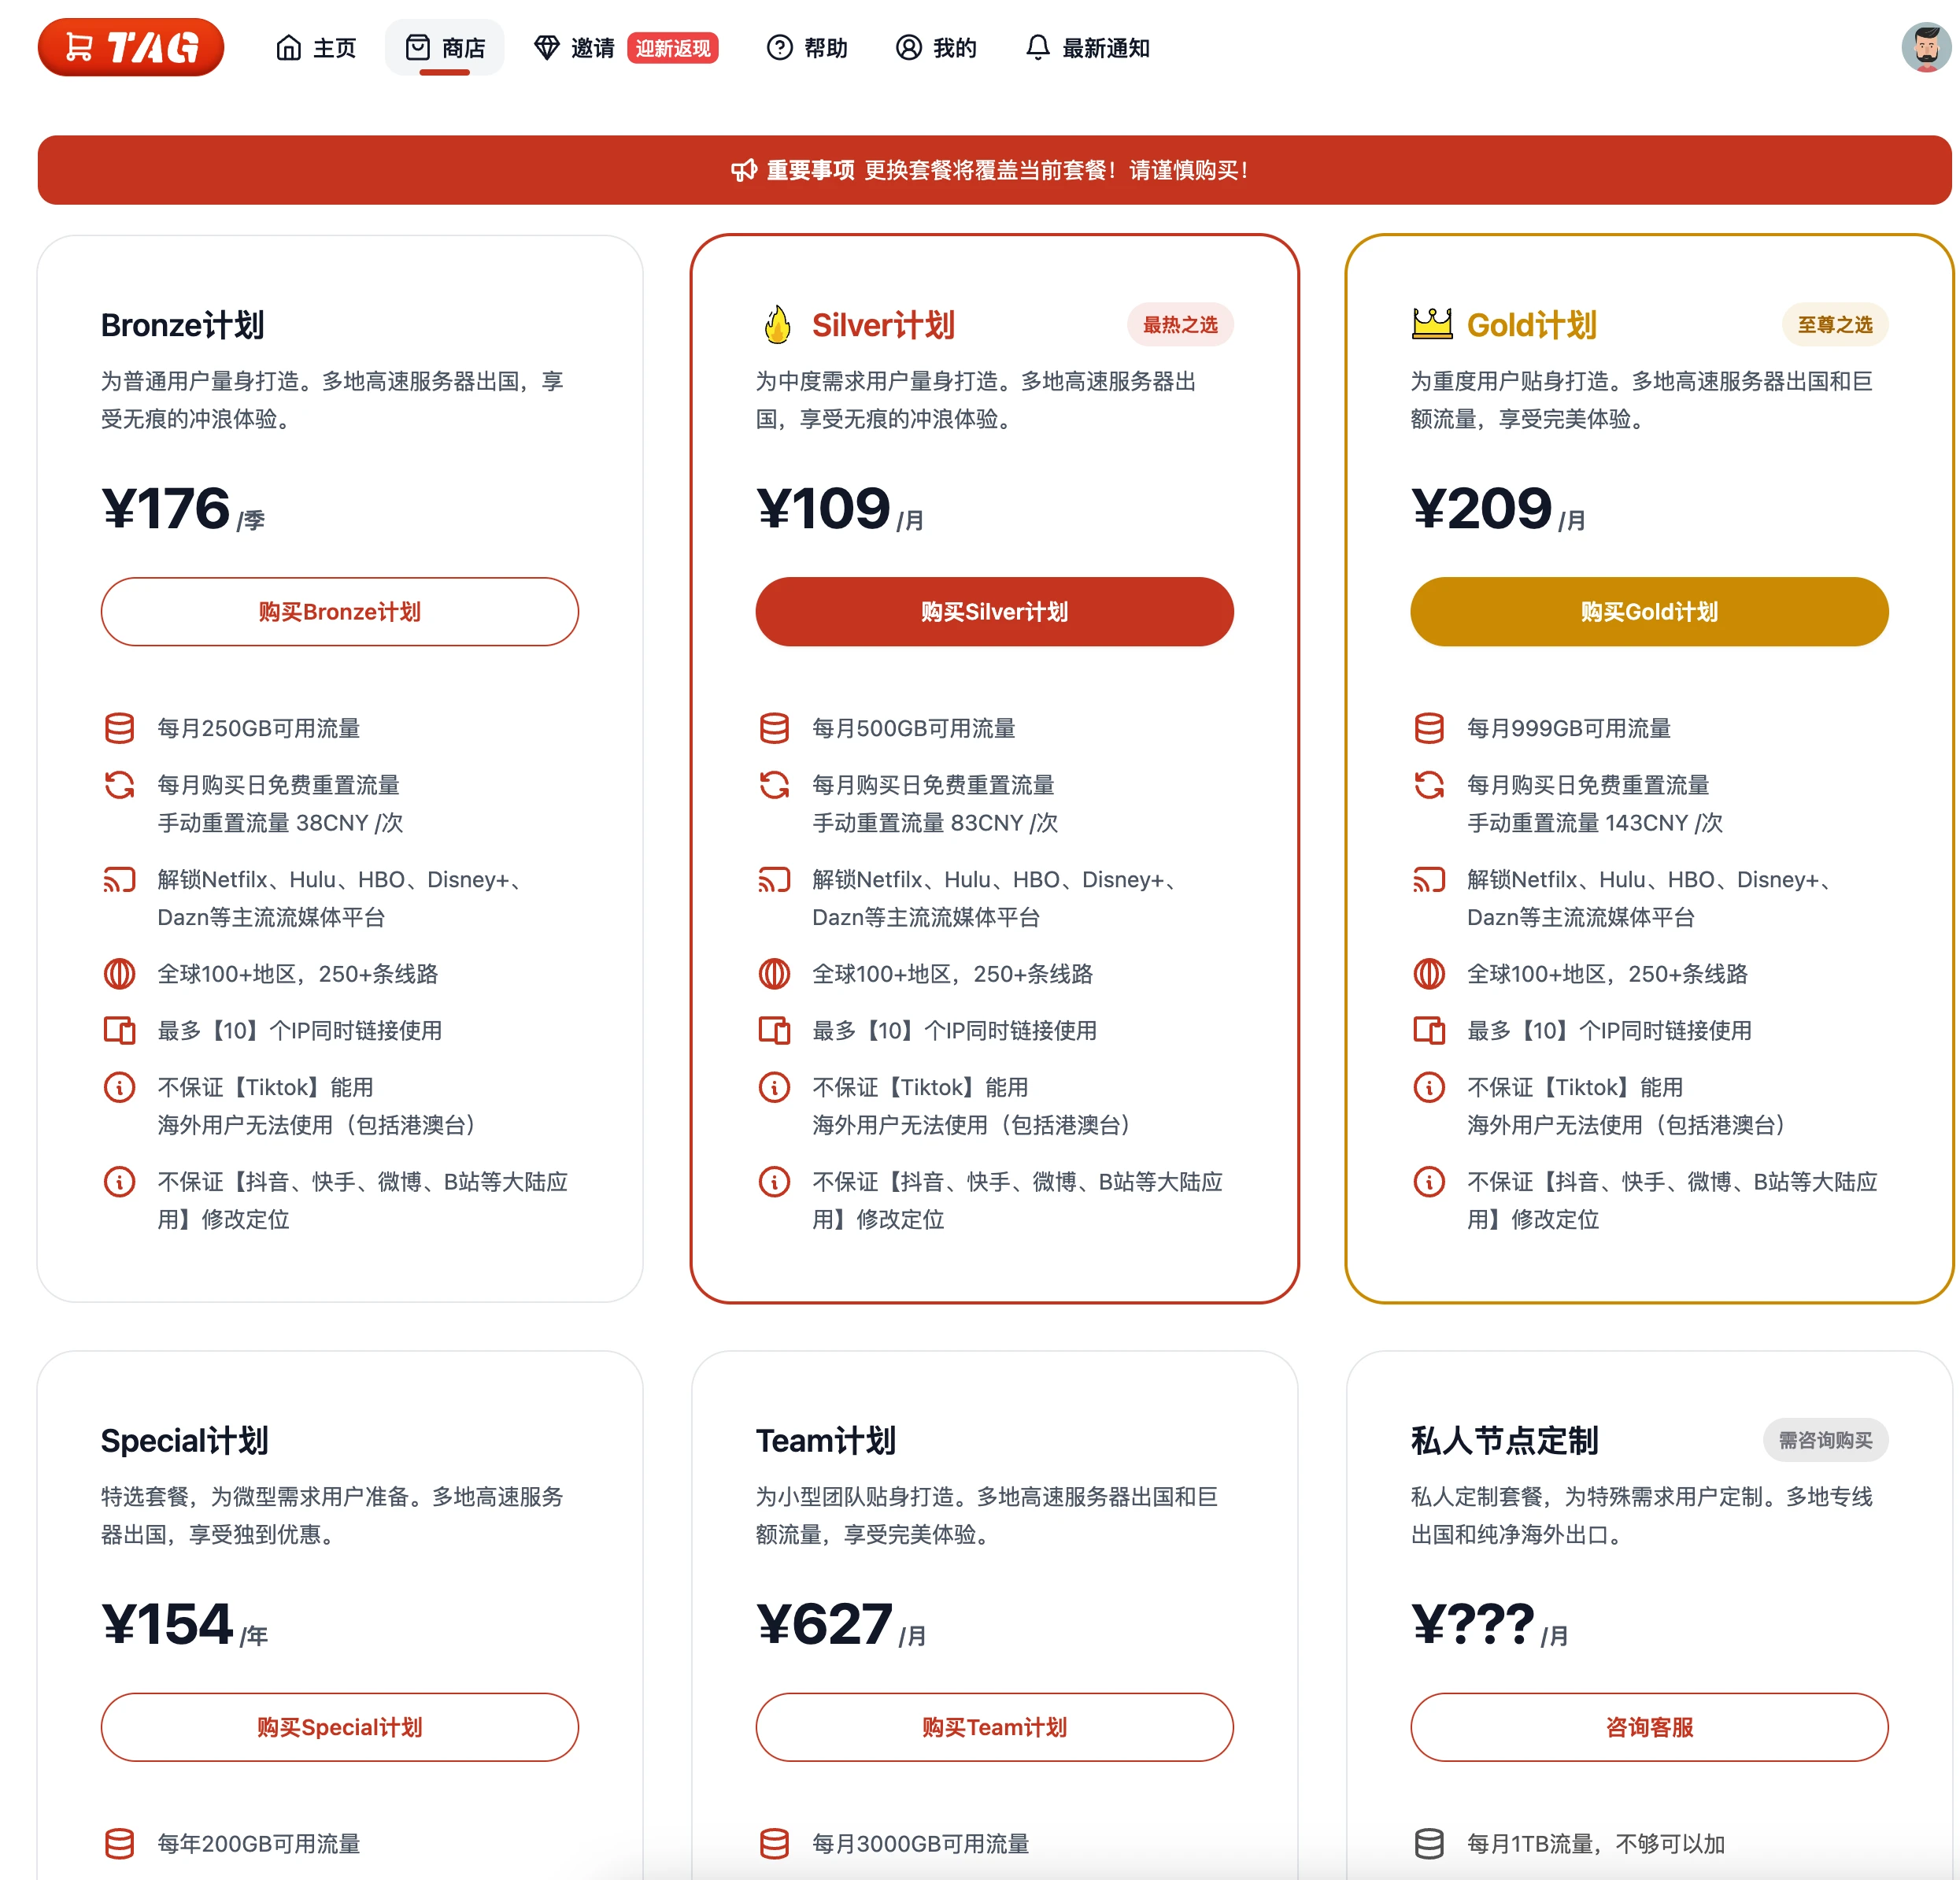 TAG
主页
商店
邀请 迎新返现
帮助
我的
最新通知
重要事项 更换套餐将覆盖当前套餐！请谨慎购买！
Bronze计划
为普通用户量身打造。多地高速服务器出国，享
受无痕的冲浪体验。
¥176 /季
购买Bronze计划
每月250GB可用流量
每月购买日免费重置流量
手动重置流量 38CNY /次
解锁Netfilx、Hulu、HBO、Disney+、
Dazn等主流流媒体平台
全球100+地区，250+条线路
最多【10】个IP同时链接使用
不保证【Tiktok】能用
海外用户无法使用（包括港澳台）
不保证【抖音、快手、微博、B站等大陆应
用】修改定位
Silver计划
最热之选
为中度需求用户量身打造。多地高速服务器出
国，享受无痕的冲浪体验。
¥109 /月
购买Silver计划
每月500GB可用流量
每月购买日免费重置流量
手动重置流量 83CNY /次
解锁Netfilx、Hulu、HBO、Disney+、
Dazn等主流流媒体平台
全球100+地区，250+条线路
最多【10】个IP同时链接使用
不保证【Tiktok】能用
海外用户无法使用（包括港澳台）
不保证【抖音、快手、微博、B站等大陆应
用】修改定位
Gold计划
至尊之选
为重度用户贴身打造。多地高速服务器出国和巨
额流量，享受完美体验。
¥209 /月
购买Gold计划
每月999GB可用流量
每月购买日免费重置流量
手动重置流量 143CNY /次
解锁Netfilx、Hulu、HBO、Disney+、
Dazn等主流流媒体平台
全球100+地区，250+条线路
最多【10】个IP同时链接使用
不保证【Tiktok】能用
海外用户无法使用（包括港澳台）
不保证【抖音、快手、微博、B站等大陆应
用】修改定位
Special计划
特选套餐，为微型需求用户准备。多地高速服务
器出国，享受独到优惠。
¥154 /年
购买Special计划
每年200GB可用流量
Team计划
为小型团队贴身打造。多地高速服务器出国和巨
额流量，享受完美体验。
¥627 /月
购买Team计划
每月3000GB可用流量
私人节点定制
需咨询购买
私人定制套餐，为特殊需求用户定制。多地专线
出国和纯净海外出口。
¥??? /月
咨询客服
每月1TB流量，不够可以加